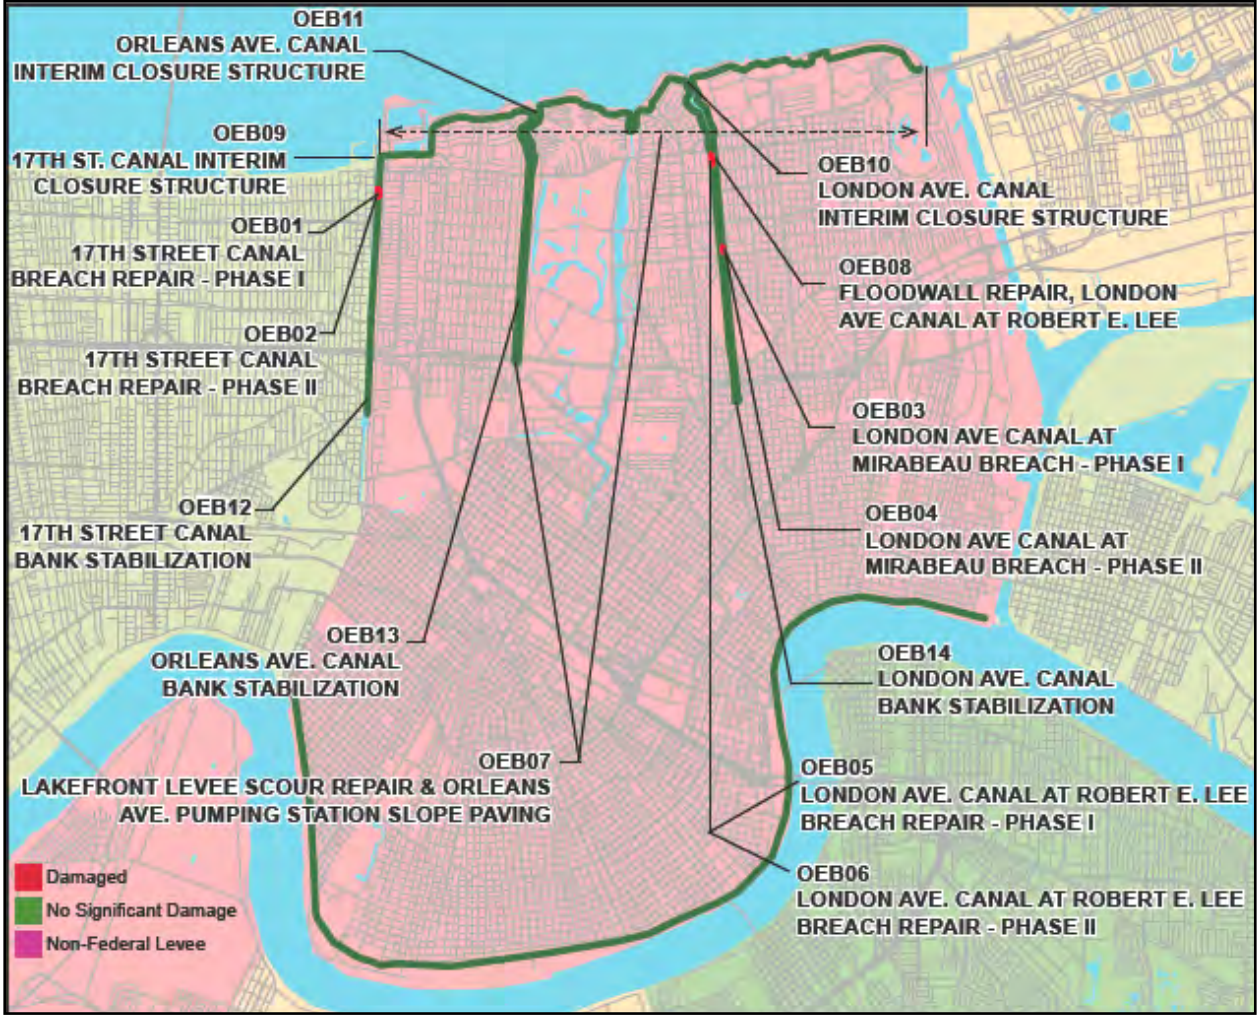 OEB11
ORLEANS AVE. CANAL
INTERIM CLOSURE STRUCTURE
OEB09
17TH ST. CANAL INTERIM
CLOSURE STRUCTURE
OEB01
17TH STREET CANAL
BREACH REPAIR - PHASE I
OEB02
17TH STREET CANAL
BREACH REPAIR - PHASE II
OEB12
17TH STREET CANAL
BANK STABILIZATION
OEB13
ORLEANS AVE. CANAL
BANK STABILIZATION
OEB07
LAKEFRONT LEVEE SCOUR REPAIR & ORLEANS
AVE. PUMPING STATION SLOPE PAVING
OEB10
LONDON AVE. CANAL
INTERIM CLOSURE STRUCTURE
OEB08
FLOODWALL REPAIR, LONDON
AVE CANAL AT ROBERT E. LEE
OEB03
LONDON AVE CANAL AT
MIRABEAU BREACH - PHASE I
OEB04
LONDON AVE CANAL AT
MIRABEAU BREACH - PHASE II
OEB14
LONDON AVE. CANAL
BANK STABILIZATION
OEB05
LONDON AVE. CANAL AT ROBERT E. LEE
BREACH REPAIR - PHASE I
OEB06
LONDON AVE. CANAL AT ROBERT E. LEE
BREACH REPAIR - PHASE II
Damaged
No Significant Damage
Non-Federal Levee